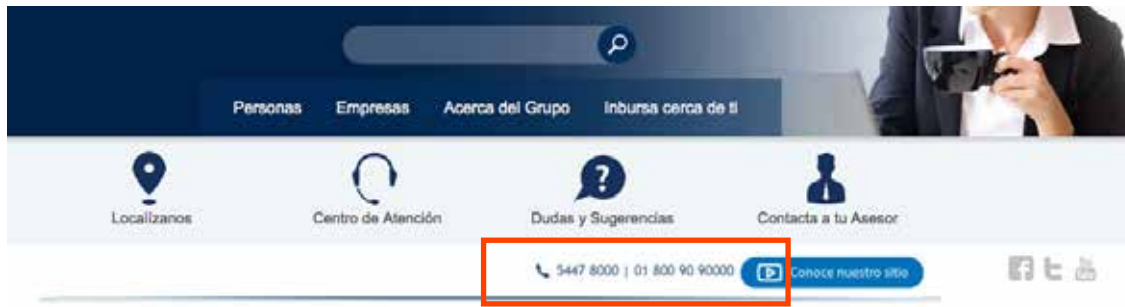 Personas Empresas Acerca del Grupo Inbursa cerca de ti
Localízanos Centro de Atención Dudas y Sugerencias Contacta a tu Asesor
5447 8000 | 01 800 90 90000 Conoce nuestro sitio